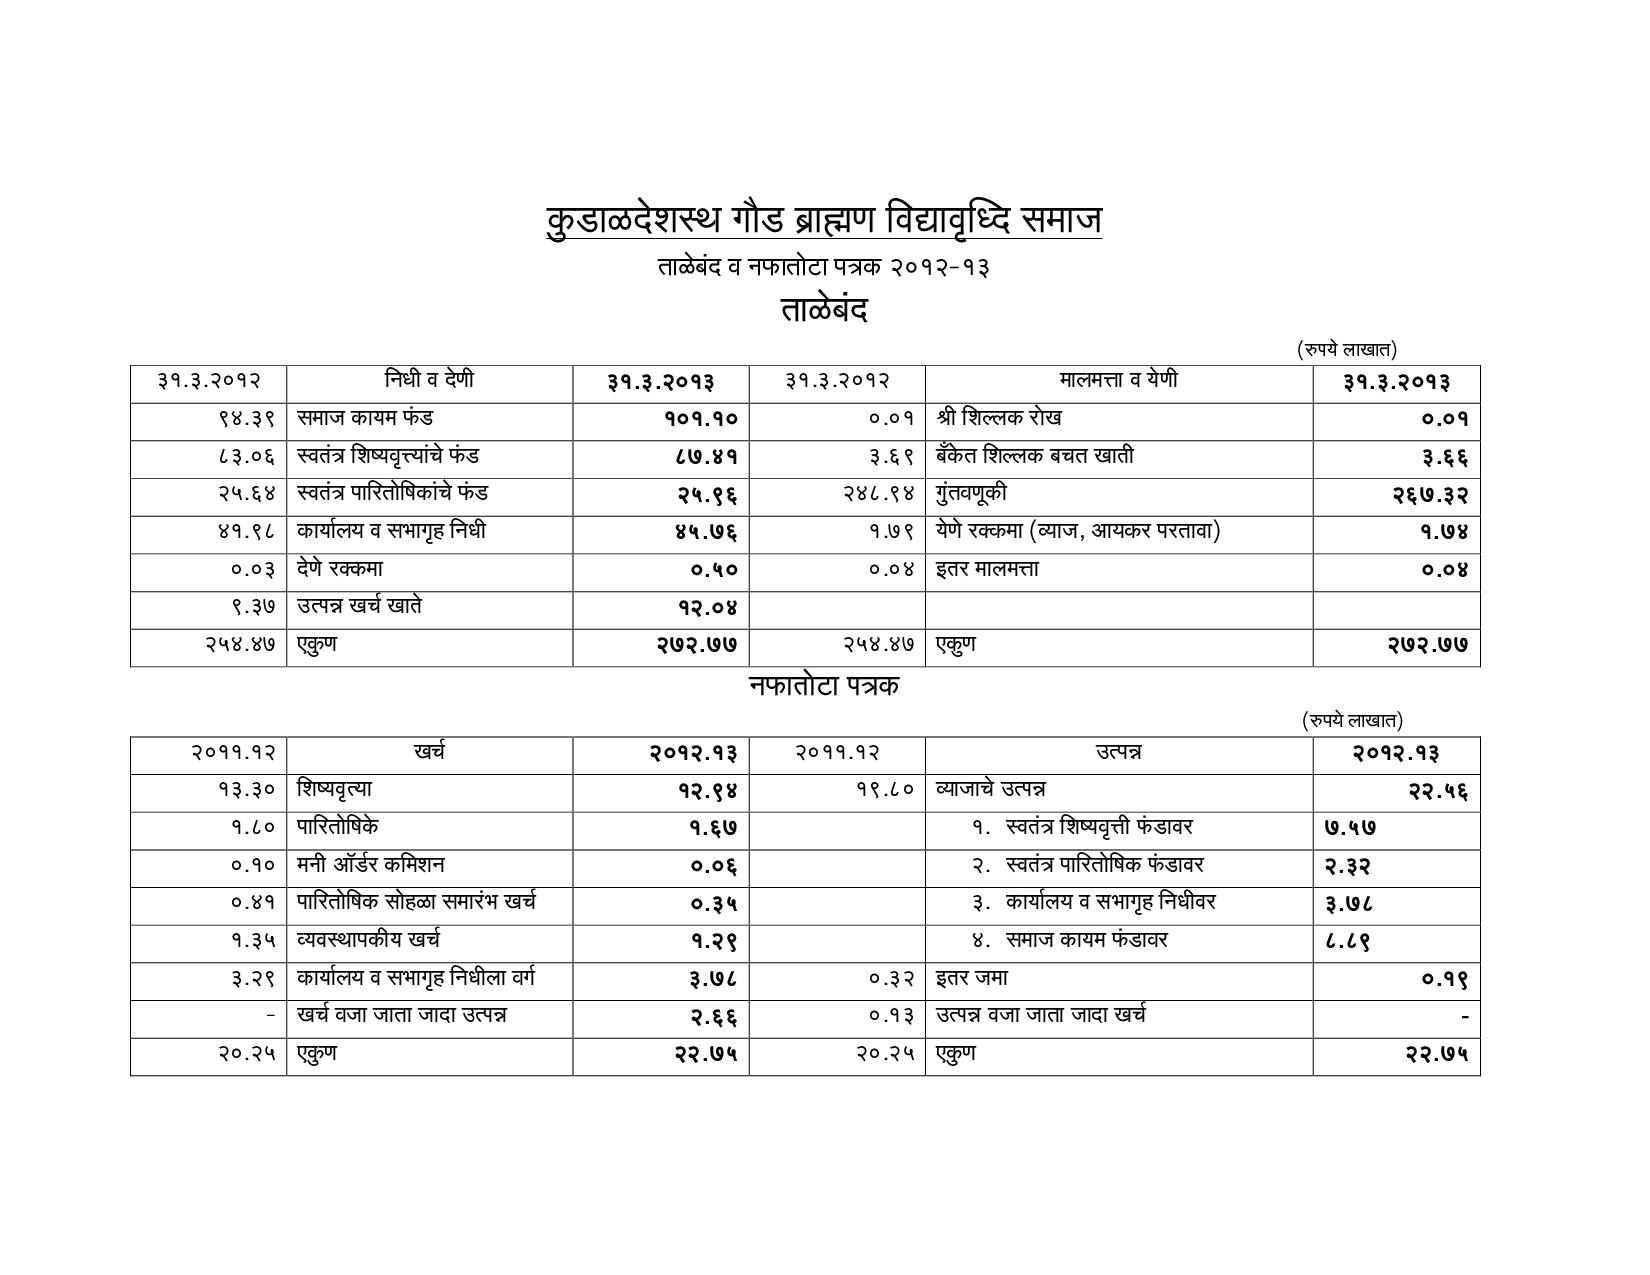 कुडाळदेशस्थ गौड ब्राह्मण विद्यावृध्दि समाज
ताळेबंद व नफातोटा पत्रक २०१२-१३
ताळेबंद
(रुपये लाखात)
३१.३.२०१२ निधी व देणी ३१.३.२०१३ ३१.३.२०१२ मालमत्ता व येणी ३१.३.२०१३
९४.३९ समाज कायम फंड १०१.१० ०.०१ श्री शिल्लक रोख ०.०१
८३.०६ स्वतंत्र शिष्यवृत्त्यांचे फंड ८७.४१ ३.६९ बँकेत शिल्लक बचत खाती ३.६६
२५.६४ स्वतंत्र पारितोषिकांचे फंड २५.९६ २४८.९४ गुंतवणूकी २६७.३२
४१.९८ कार्यालय व सभागृह निधी ४५.७६ १.७९ येणे रक्कमा (व्याज, आयकर परतावा) १.७४
०.०३ देणे रक्कमा ०.५० ०.०४ इतर मालमत्ता ०.०४
९.३७ उत्पन्न खर्च खाते १२.०४
२५४.४७ एकुण २७२.७७ २५४.४७ एकुण २७२.७७
नफातोटा पत्रक
(रुपये लाखात)
२०११.१२ खर्च २०१२.१३ २०११.१२ उत्पन्न २०१२.१३
१३.३० शिष्यवृत्या १२.९४ १९.८० व्याजाचे उत्पन्न २२.५६
१.८० पारितोषिके १.६७ १. स्वतंत्र शिष्यवृत्ती फंडावर ७.५७
०.१० मनी ऑर्डर कमिशन ०.०६ २. स्वतंत्र पारितोषिक फंडावर २.३२
०.४१ पारितोषिक सोहळा समारंभ खर्च ०.३५ ३. कार्यालय व सभागृह निधीवर ३.७८
१.३५ व्यवस्थापकीय खर्च १.२९ ४. समाज कायम फंडावर ८.८९
३.२९ कार्यालय व सभागृह निधीला वर्ग ३.७८ ०.३२ इतर जमा ०.१९
- खर्च वजा जाता जादा उत्पन्न २.६६ ०.१३ उत्पन्न वजा जाता जादा खर्च -
२०.२५ एकुण २२.७५ २०.२५ एकुण २२.७५